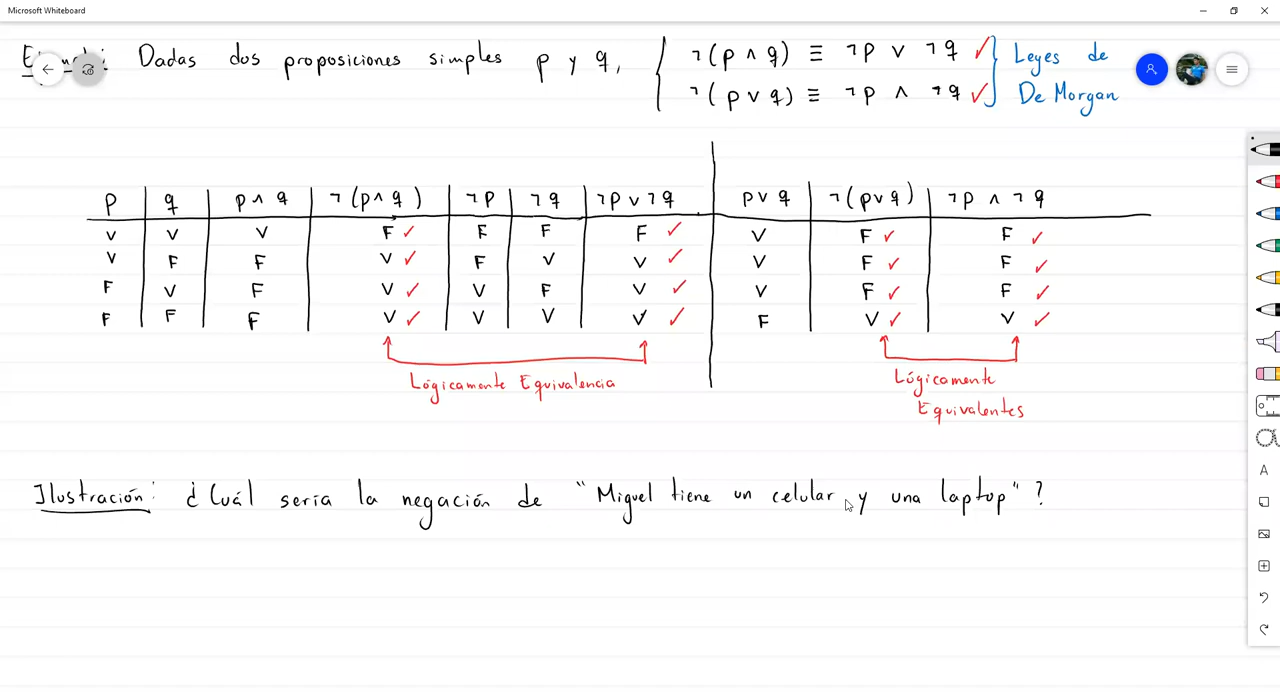 Microsoft Whiteboard
Dadas dos proposiciones simples p y q, ¬(p ∧ q) ≡ ¬p ∨ ¬q ✓ Leyes de
¬(p ∨ q) ≡ ¬p ∧ ¬q ✓ De Morgan
p q p ∧ q ¬(p ∧ q) ¬p ¬q ¬p ∨ ¬q p ∨ q ¬(p ∨ q) ¬p ∧ ¬q
V V V F ✓ F F F ✓ V F ✓ F ✓
V F F V ✓ F V V ✓ V F ✓ F ✓
F V F V ✓ V F V ✓ V F ✓ F ✓
F F F V ✓ V V V ✓ F V ✓ V ✓
Lógicamente Equivalencia Lógicamente
Equivalentes
Ilustración: ¿Cuál sería la negación de "Miguel tiene un celular y una laptop"?
A